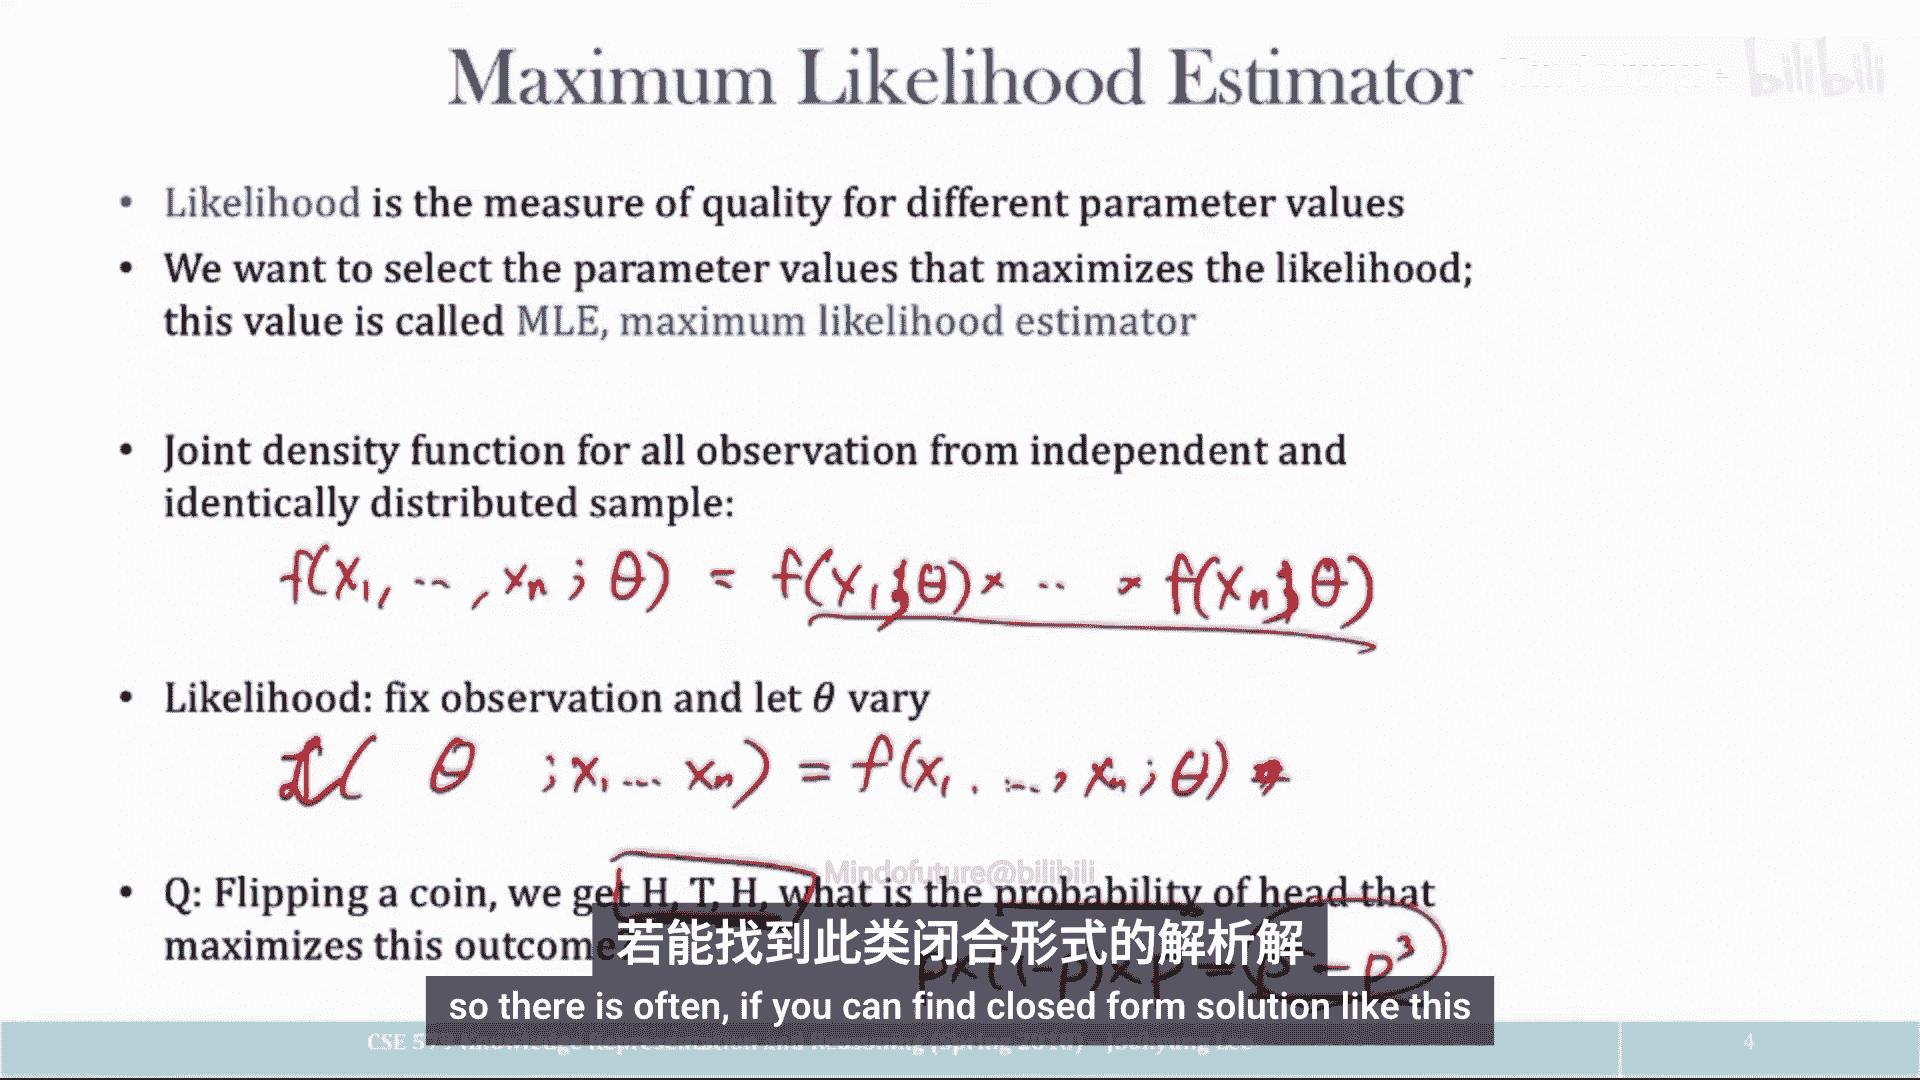 Maximum Likelihood Estimator
bilibili
• Likelihood is the measure of quality for different parameter values
• We want to select the parameter values that maximizes the likelihood;
this value is called MLE, maximum likelihood estimator
• Joint density function for all observation from independent and
identically distributed sample:
f(x₁, .. , xₙ ; θ) = f(x₁;θ) × .. × f(xₙ;θ)
• Likelihood: fix observation and let θ vary
L( θ ; x₁ ... xₙ) = f(x₁ , ... , xₙ ; θ)
Mindofuture@bilibili
• Q: Flipping a coin, we get H, T, H, what is the probability of head that
maximizes this outcome
p×(1-p)×p = p² - p³
若能找到此类闭合形式的解析解
so there is often, if you can find closed form solution like this
4